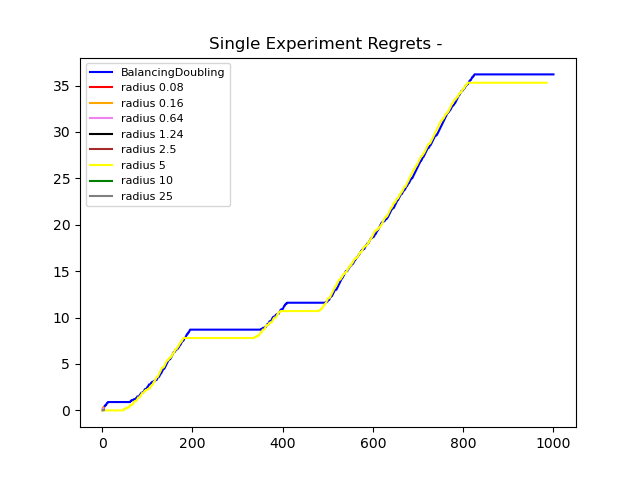 Single Experiment Regrets -
BalancingDoubling
radius 0.08
radius 0.16
radius 0.64
radius 1.24
radius 2.5
radius 5
radius 10
radius 25
35
30
25
20
15
10
5
0
0 200 400 600 800 1000